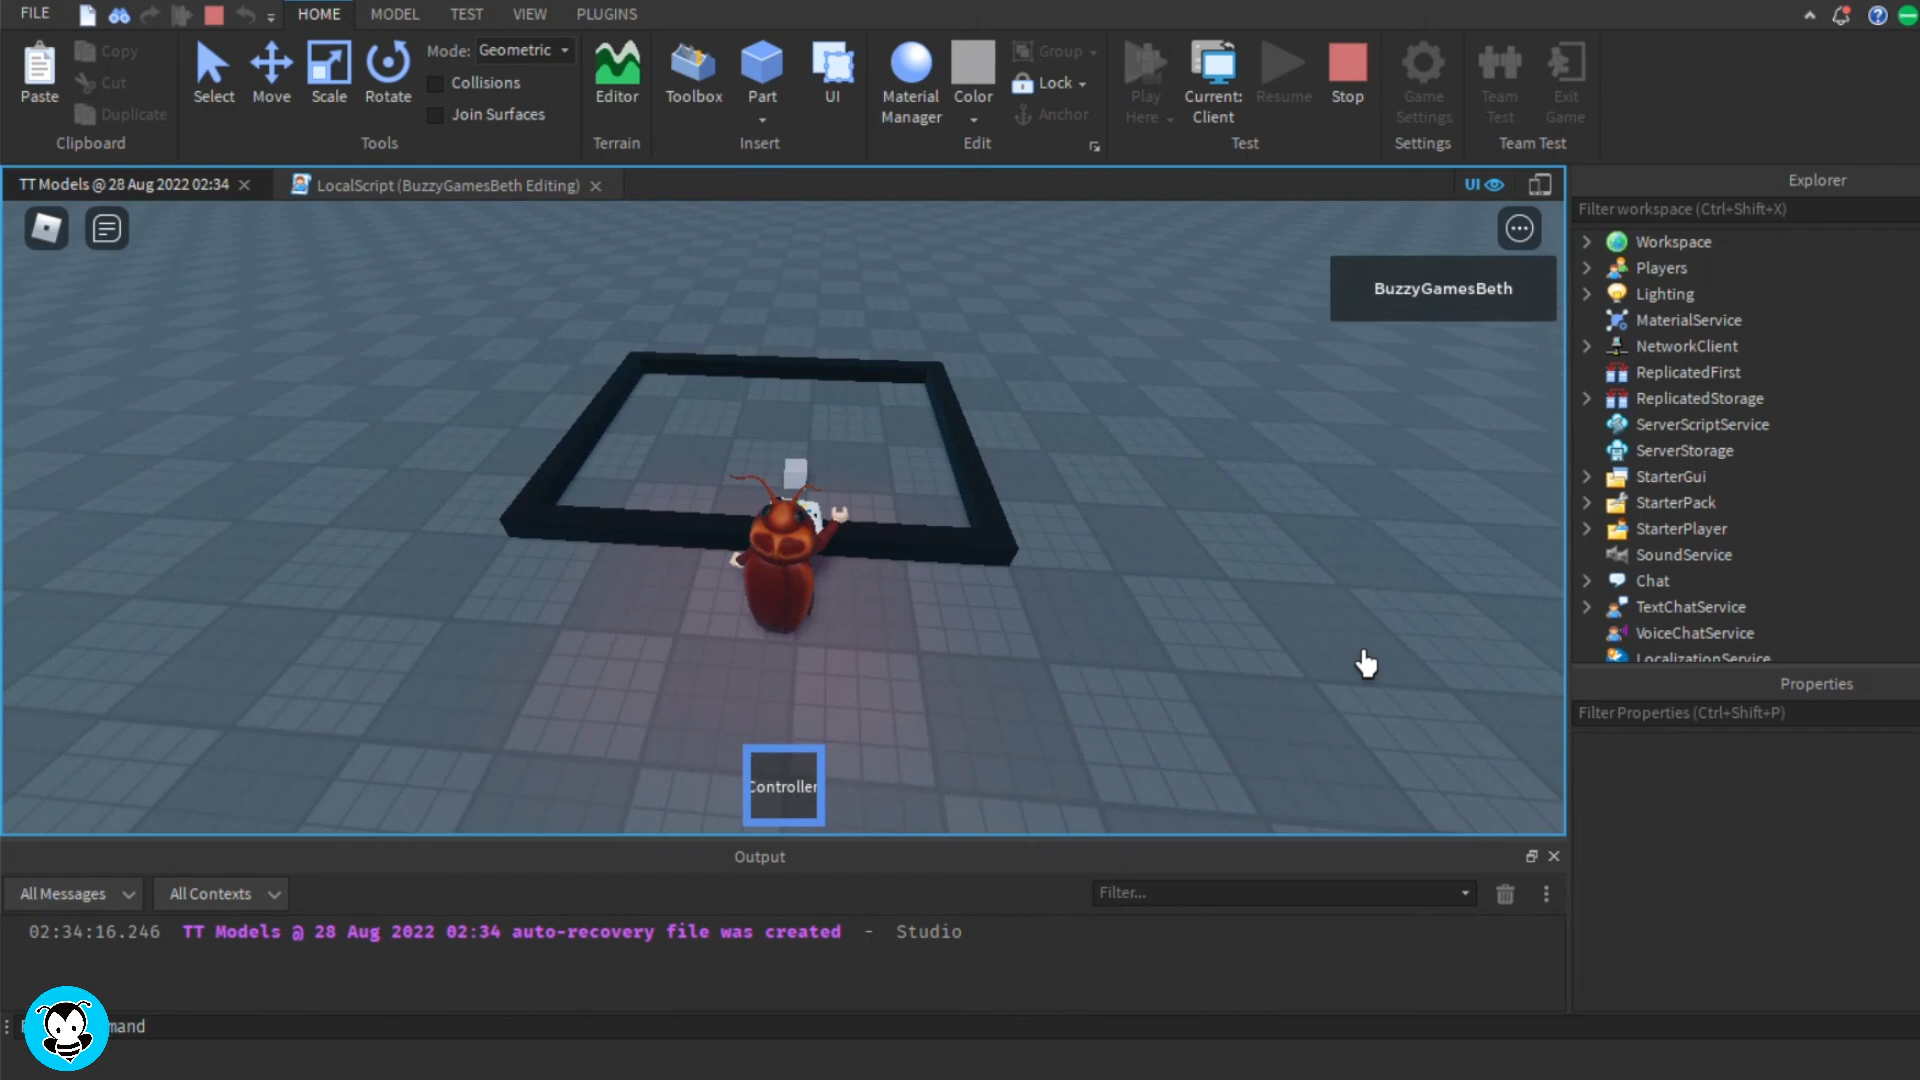 FILE HOME MODEL TEST VIEW PLUGINS
Paste
Copy
Cut
Duplicate
Clipboard
Select
Move
Scale
Rotate
Mode: Geometric
Collisions
Join Surfaces
Tools
Editor
Terrain
Toolbox
Part
UI
Insert
Material
Manager
Color
Group
Lock
Anchor
Edit
Play
Here
Current:
Client
Resume
Stop
Test
Game
Settings
Settings
Team
Test
Exit
Game
Team Test
TT Models @ 28 Aug 2022 02:34
LocalScript (BuzzyGamesBeth Editing)
UI
BuzzyGamesBeth
Controller
Explorer
Filter workspace (Ctrl+Shift+X)
Workspace
Players
Lighting
MaterialService
NetworkClient
ReplicatedFirst
ReplicatedStorage
ServerScriptService
ServerStorage
StarterGui
StarterPack
StarterPlayer
SoundService
Chat
TextChatService
VoiceChatService
LocalizationService
Properties
Filter Properties (Ctrl+Shift+P)
Output
All Messages
All Contexts
Filter...
02:34:16.246 TT Models @ 28 Aug 2022 02:34 auto-recovery file was created - Studio
mand